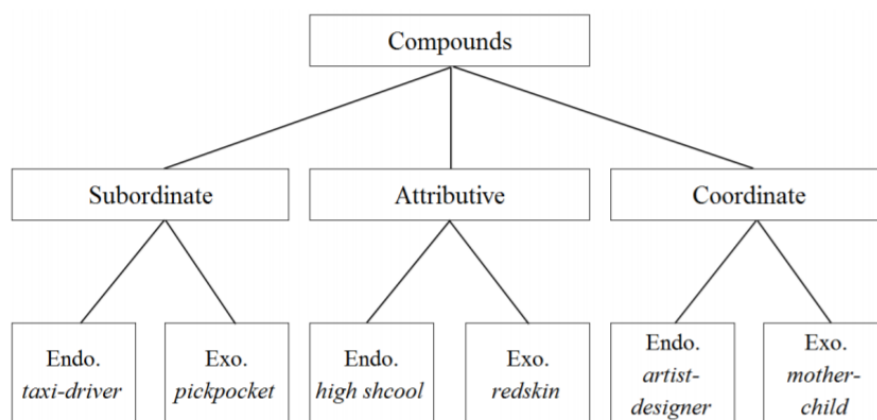 Compounds
Subordinate
Attributive
Coordinate
Endo.
taxi-driver
Exo.
pickpocket
Endo.
high shcool
Exo.
redskin
Endo.
artist-
designer
Exo.
mother-
child